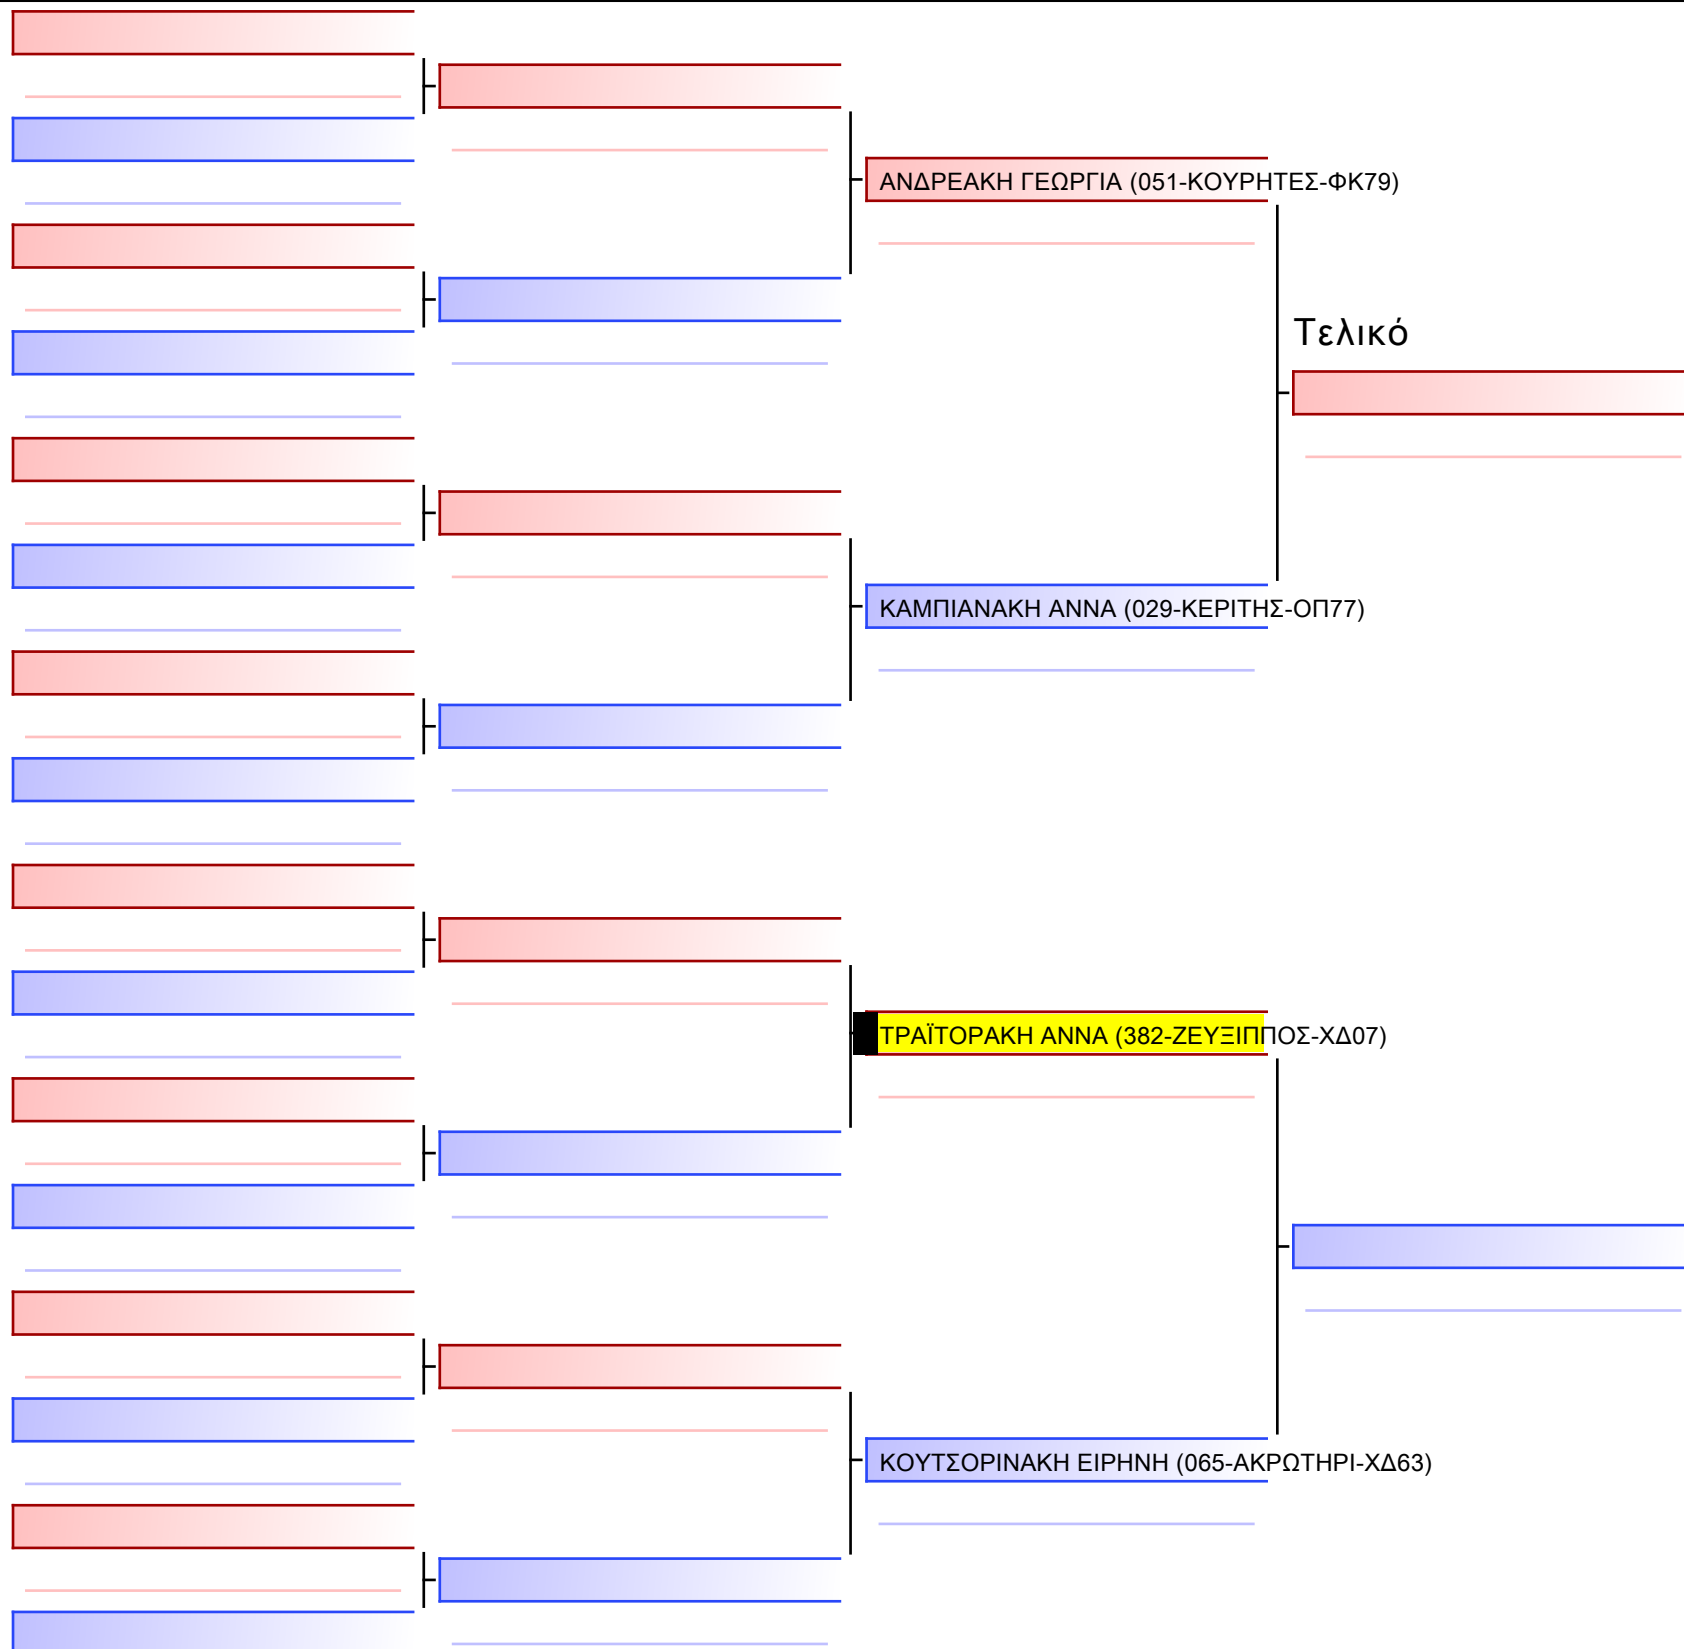 ΑΝΔΡΕΑΚΗ ΓΕΩΡΓΙΑ (051-ΚΟΥΡΗΤΕΣ-ΦΚ79)
Τελικό
ΚΑΜΠΙΑΝΑΚΗ ΑΝΝΑ (029-ΚΕΡΙΤΗΣ-ΟΠ77)
ΤΡΑΪΤΟΡΑΚΗ ΑΝΝΑ (382-ΖΕΥΞΙΠΠΟΣ-ΧΔ07)
ΚΟΥΤΣΟΡΙΝΑΚΗ ΕΙΡΗΝΗ (065-ΑΚΡΩΤΗΡΙ-ΧΔ63)